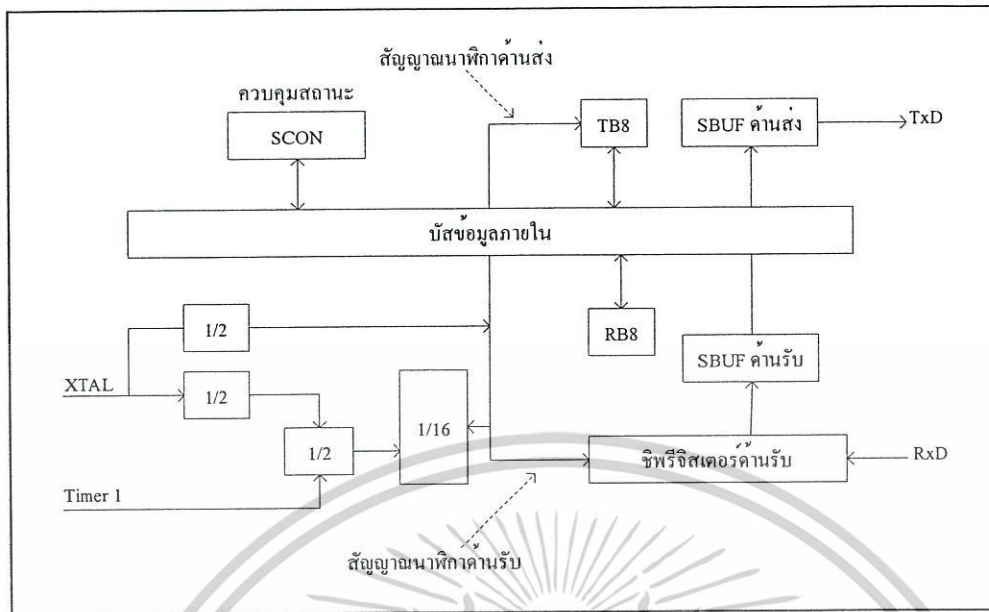 สัญญาณนาฬิกาด้านส่ง
ควบคุมสถานะ
SCON
TB8
SBUF ด้านส่ง
TxD
บัสข้อมูลภายใน
1/2
RB8
SBUF ด้านรับ
XTAL
1/2
1/16
1/2
ชิพรีจิสเตอร์ด้านรับ
RxD
Timer 1
สัญญาณนาฬิกาด้านรับ